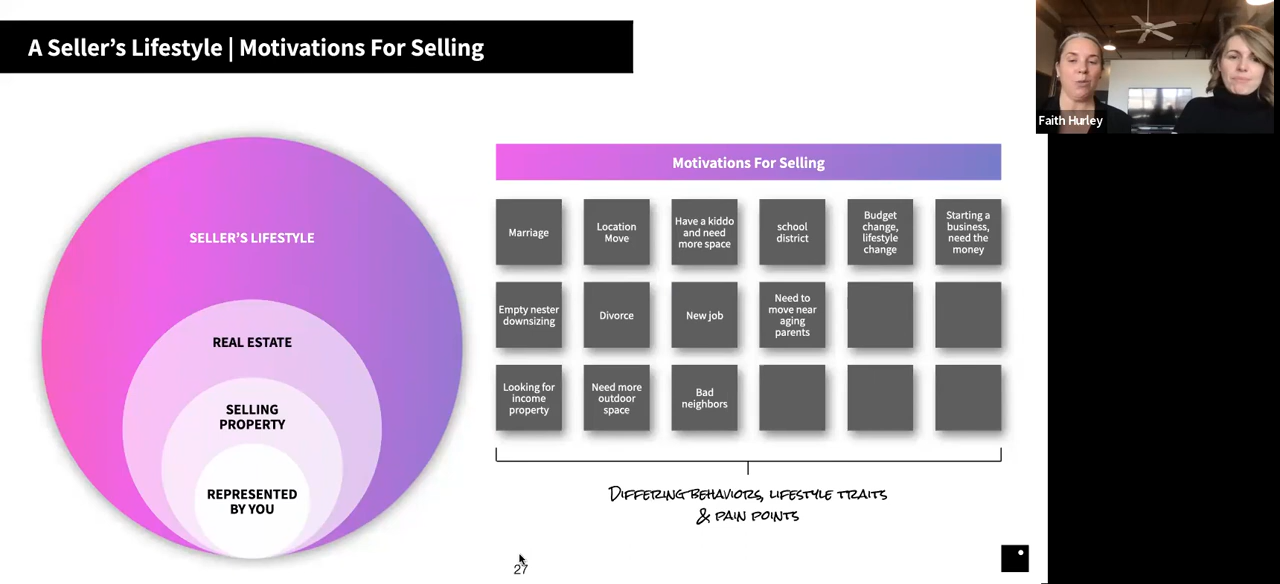 A Seller’s Lifestyle | Motivations For Selling
Faith Hurley
SELLER’S LIFESTYLE
REAL ESTATE
SELLING
PROPERTY
REPRESENTED
BY YOU
Motivations For Selling
Marriage
Location
Move
Have a kiddo
and need
more space
school
district
Budget
change,
lifestyle
change
Starting a
business,
need the
money
Empty nester
downsizing
Divorce
New job
Need to
move near
aging
parents
Looking for
income
property
Need more
outdoor
space
Bad
neighbors
Differing behaviors, lifestyle traits
& pain points
27